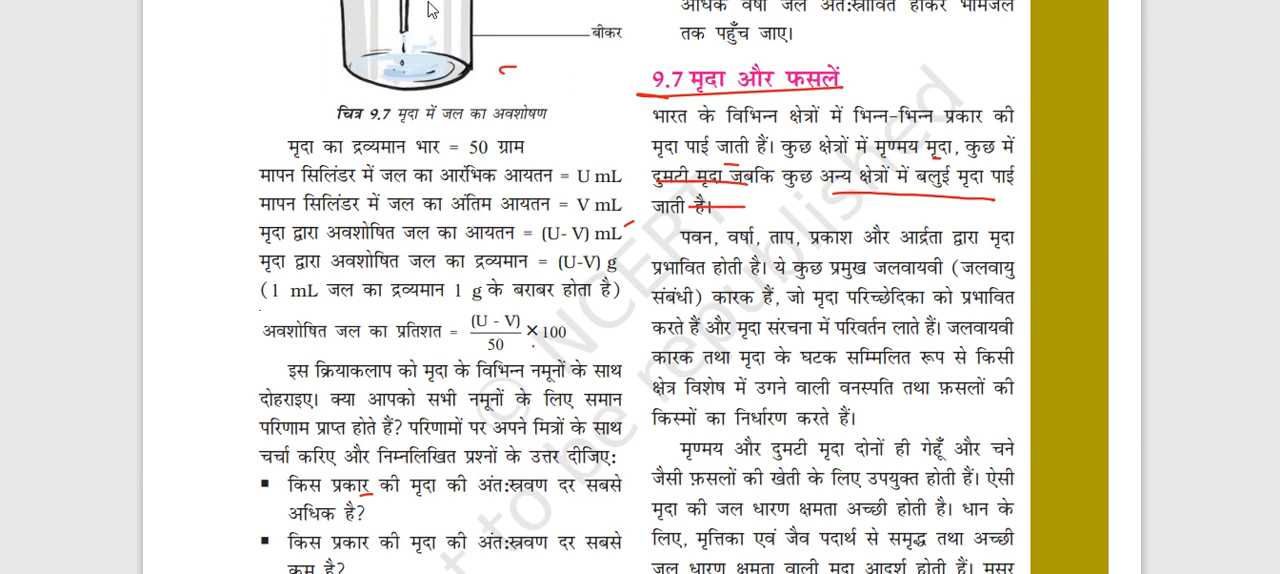 बीकर
चित्र 9.7 मृदा में जल का अवशोषण
मृदा का द्रव्यमान भार = 50 ग्राम
मापन सिलिंडर में जल का आरंभिक आयतन = U mL
मापन सिलिंडर में जल का अंतिम आयतन = V mL
मृदा द्वारा अवशोषित जल का आयतन = (U- V) mL
मृदा द्वारा अवशोषित जल का द्रव्यमान = (U-V) g
(1 mL जल का द्रव्यमान 1 g के बराबर होता है)
अवशोषित जल का प्रतिशत = (U - V)/50 × 100
इस क्रियाकलाप को मृदा के विभिन्न नमूनों के साथ
दोहराइए। क्या आपको सभी नमूनों के लिए समान
परिणाम प्राप्त होते हैं? परिणामों पर अपने मित्रों के साथ
चर्चा करिए और निम्नलिखित प्रश्नों के उत्तर दीजिए:
▪ किस प्रकार की मृदा की अंत:स्रवण दर सबसे
अधिक है?
▪ किस प्रकार की मृदा की अंत:स्रवण दर सबसे
कम है?
अधिक वर्षा जल अंत:स्रावित होकर भौमजल
तक पहुँच जाए।
9.7 मृदा और फसलें
भारत के विभिन्न क्षेत्रों में भिन्न-भिन्न प्रकार की
मृदा पाई जाती हैं। कुछ क्षेत्रों में मृण्मय मृदा, कुछ में
दुमटी मृदा जबकि कुछ अन्य क्षेत्रों में बलुई मृदा पाई
जाती है।
पवन, वर्षा, ताप, प्रकाश और आर्द्रता द्वारा मृदा
प्रभावित होती है। ये कुछ प्रमुख जलवायवी (जलवायु
संबंधी) कारक हैं, जो मृदा परिच्छेदिका को प्रभावित
करते हैं और मृदा संरचना में परिवर्तन लाते हैं। जलवायवी
कारक तथा मृदा के घटक सम्मिलित रूप से किसी
क्षेत्र विशेष में उगने वाली वनस्पति तथा फ़सलों की
किस्मों का निर्धारण करते हैं।
मृण्मय और दुमटी मृदा दोनों ही गेहूँ और चने
जैसी फ़सलों की खेती के लिए उपयुक्त होती हैं। ऐसी
मृदा की जल धारण क्षमता अच्छी होती है। धान के
लिए, मृत्तिका एवं जैव पदार्थ से समृद्ध तथा अच्छी
जल धारण क्षमता वाली मृदा आदर्श होती हैं। मसूर
© NCERT
t to be republished